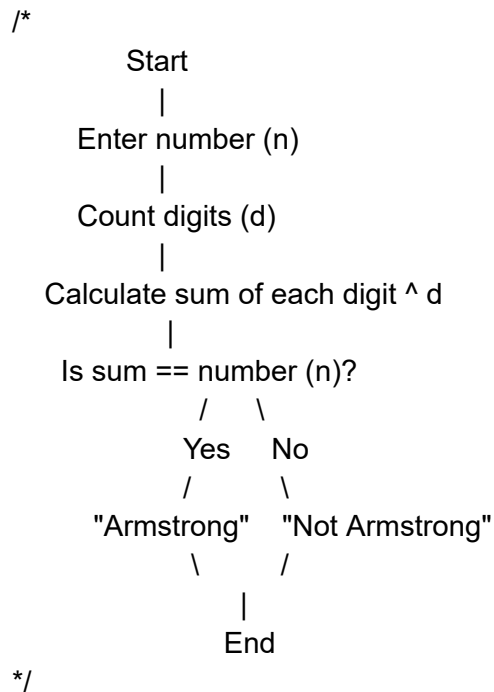 /*
Start
|
Enter number (n)
|
Count digits (d)
|
Calculate sum of each digit ^ d
|
Is sum == number (n)?
/ \
Yes No
/ \
"Armstrong" "Not Armstrong"
\ /
|
End
*/